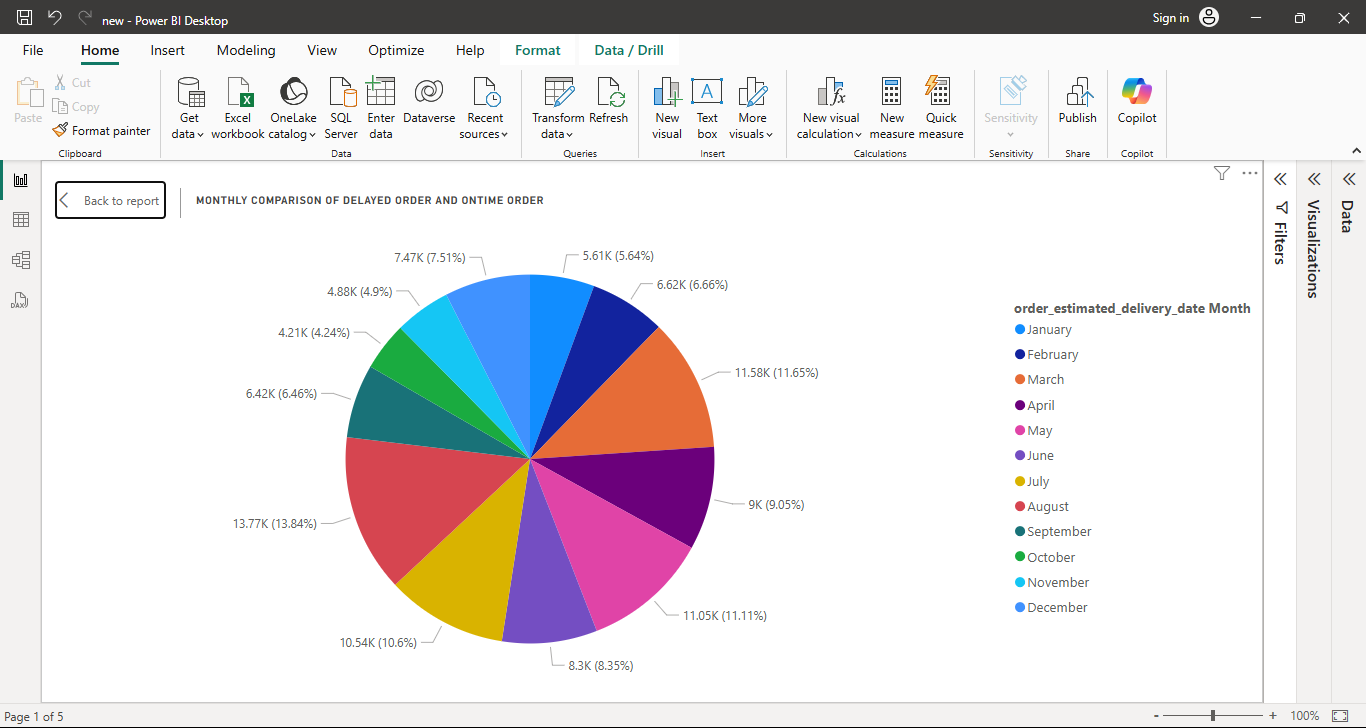 new - Power BI Desktop
Sign in
File Home Insert Modeling View Optimize Help Format Data / Drill
Paste
Cut
Copy
Format painter
Clipboard
Get data
Excel workbook
OneLake catalog
SQL Server
Enter data
Dataverse
Recent sources
Data
Transform data
Refresh
Queries
New visual
Text box
More visuals
Insert
New visual calculation
New measure
Quick measure
Calculations
Sensitivity
Sensitivity
Publish
Share
Copilot
Copilot
Back to report
MONTHLY COMPARISON OF DELAYED ORDER AND ONTIME ORDER
5.61K (5.64%)
6.62K (6.66%)
11.58K (11.65%)
9K (9.05%)
11.05K (11.11%)
8.3K (8.35%)
10.54K (10.6%)
13.77K (13.84%)
6.42K (6.46%)
4.21K (4.24%)
4.88K (4.9%)
7.47K (7.51%)
order_estimated_delivery_date Month
January
February
March
April
May
June
July
August
September
October
November
December
Filters
Visualizations
Data
DAX
Page 1 of 5
- + 100%